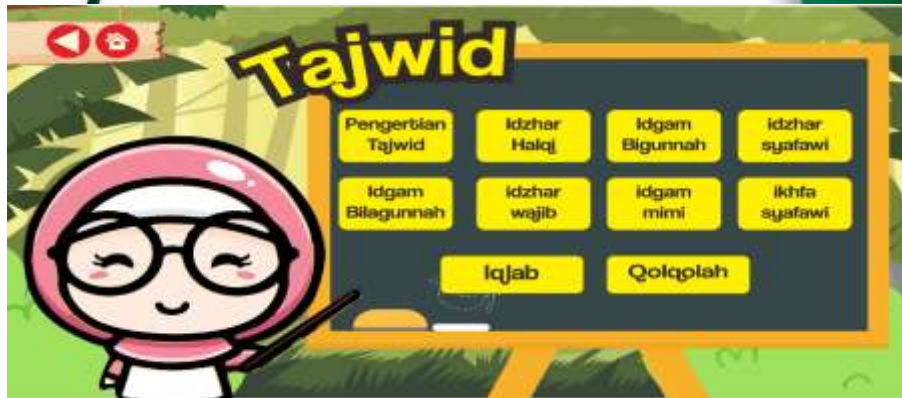 Tajwid
Pengertian
Tajwid
Idzhar
Halqi
Idgam
Bigunnah
idzhar
syafawi
Idgam
Bilagunnah
idzhar
wajib
idgam
mimi
ikhfa
syafawi
Iqlab
Qolqolah